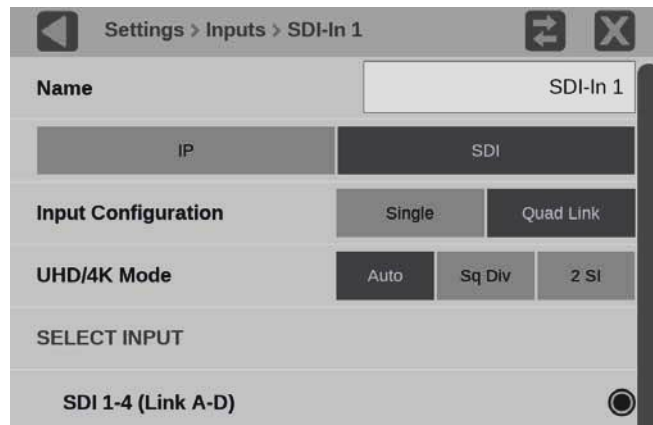 Settings > Inputs > SDI-In 1
Name SDI-In 1
IP SDI
Input Configuration Single Quad Link
UHD/4K Mode Auto Sq Div 2 SI
SELECT INPUT
SDI 1-4 (Link A-D)